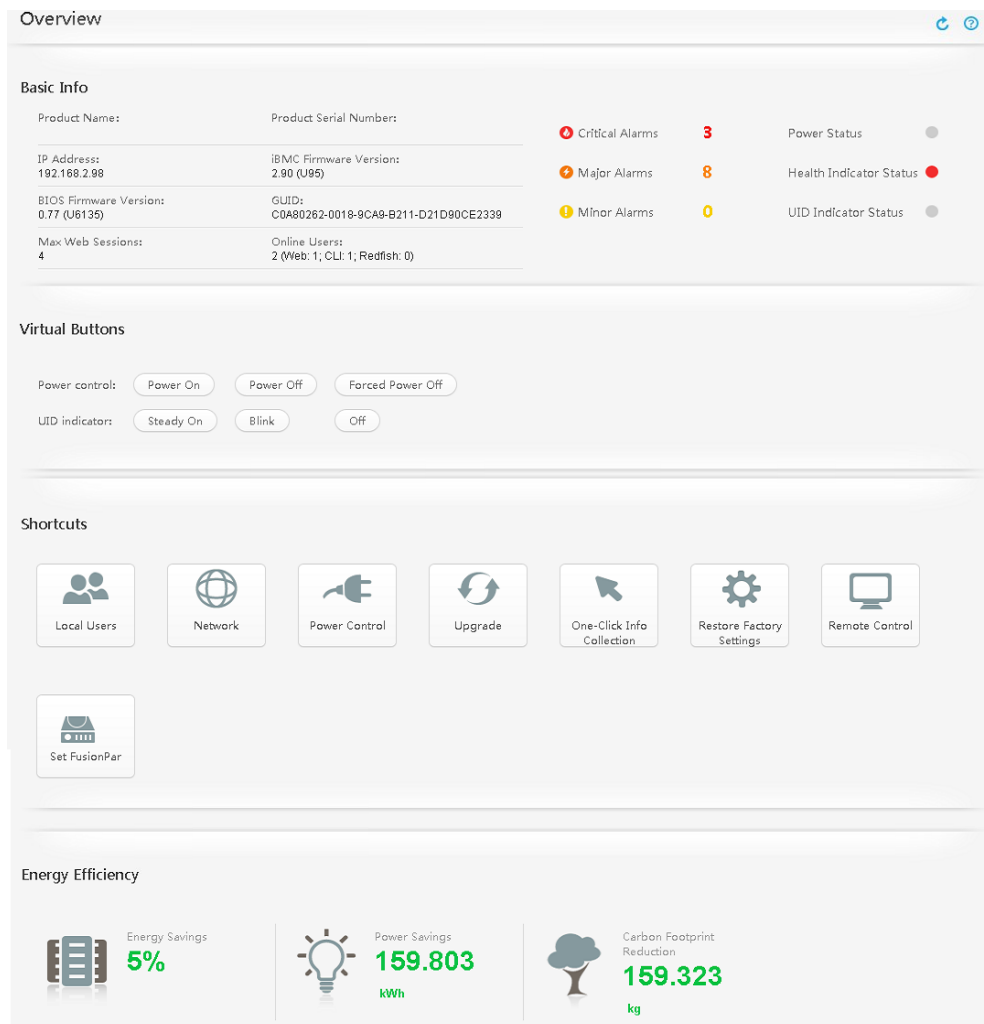 Overview
Basic Info
Product Name:
Product Serial Number:
IP Address:
192.168.2.98
iBMC Firmware Version:
2.90 (U95)
BIOS Firmware Version:
0.77 (U6135)
GUID:
C0A80262-0018-9CA9-B211-D21D90CE2339
Max Web Sessions:
4
Online Users:
2 (Web: 1; CLI: 1; Redfish: 0)
Critical Alarms 3
Power Status
Major Alarms 8
Health Indicator Status
Minor Alarms 0
UID Indicator Status
Virtual Buttons
Power control: Power On Power Off Forced Power Off
UID indicator: Steady On Blink Off
Shortcuts
Local Users
Network
Power Control
Upgrade
One-Click Info
Collection
Restore Factory
Settings
Remote Control
Set FusionPar
Energy Efficiency
Energy Savings
5%
Power Savings
159.803
kWh
Carbon Footprint
Reduction
159.323
kg